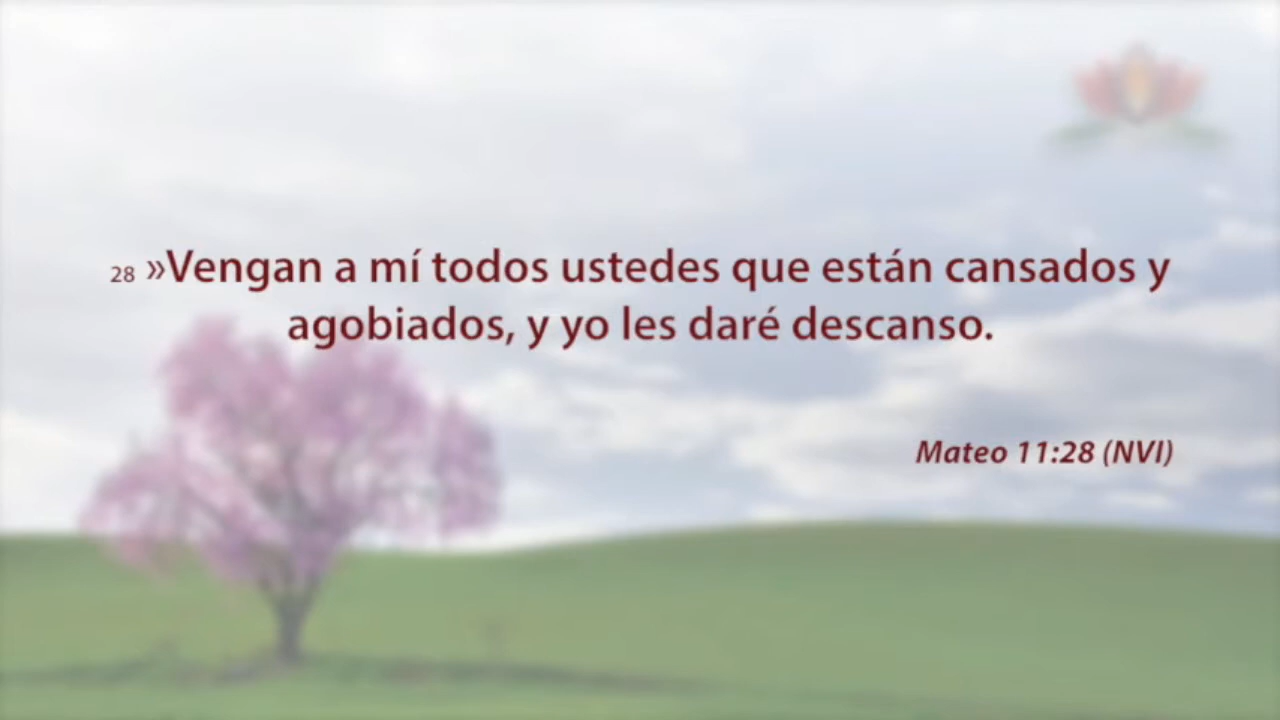 28 »Vengan a mí todos ustedes que están cansados y
agobiados, y yo les daré descanso.
Mateo 11:28 (NVI)